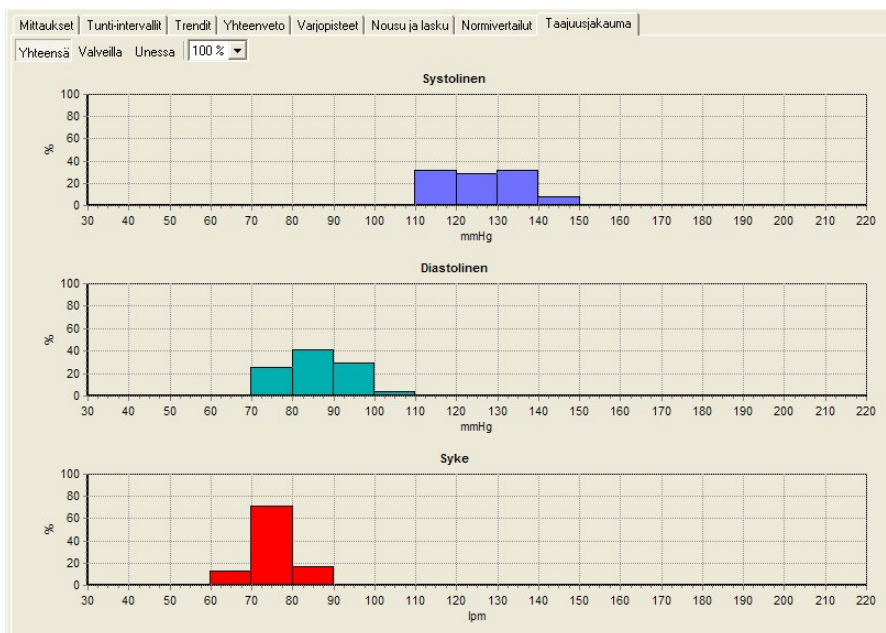 Mittaukset Tunti-intervallit Trendit Yhteenveto Varjopisteet Nousu ja lasku Normivertailut Taajuusjakauma
Yhteensä Valveilla Unessa 100 %
Systolinen
100
80
60
%
40
20
0
30 40 50 60 70 80 90 100 110 120 130 140 150 160 170 180 190 200 210 220
mmHg
Diastolinen
100
80
60
%
40
20
0
30 40 50 60 70 80 90 100 110 120 130 140 150 160 170 180 190 200 210 220
mmHg
Syke
100
80
60
%
40
20
0
30 40 50 60 70 80 90 100 110 120 130 140 150 160 170 180 190 200 210 220
lpm